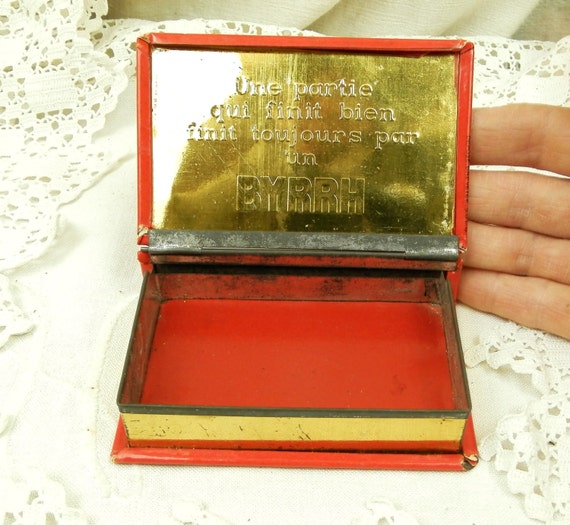 Une partie
qui finit bien
finit toujours par
un
BYRRH